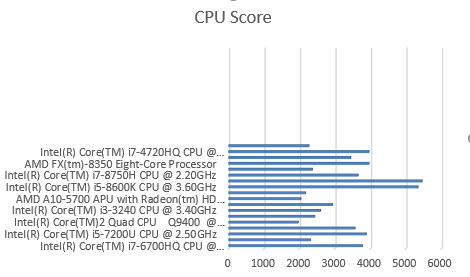 CPU Score
Intel(R) Core(TM) i7-4720HQ CPU @...
AMD FX(tm)-8350 Eight-Core Processor
Intel(R) Core(TM) i7-8750H CPU @ 2.20GHz
Intel(R) Core(TM) i5-8600K CPU @ 3.60GHz
AMD A10-5700 APU with Radeon(tm) HD...
Intel(R) Core(TM) i3-3240 CPU @ 3.40GHz
Intel(R) Core(TM)2 Quad CPU Q9400 @...
Intel(R) Core(TM) i5-7200U CPU @ 2.50GHz
Intel(R) Core(TM) i7-6700HQ CPU @...
0 1000 2000 3000 4000 5000 6000